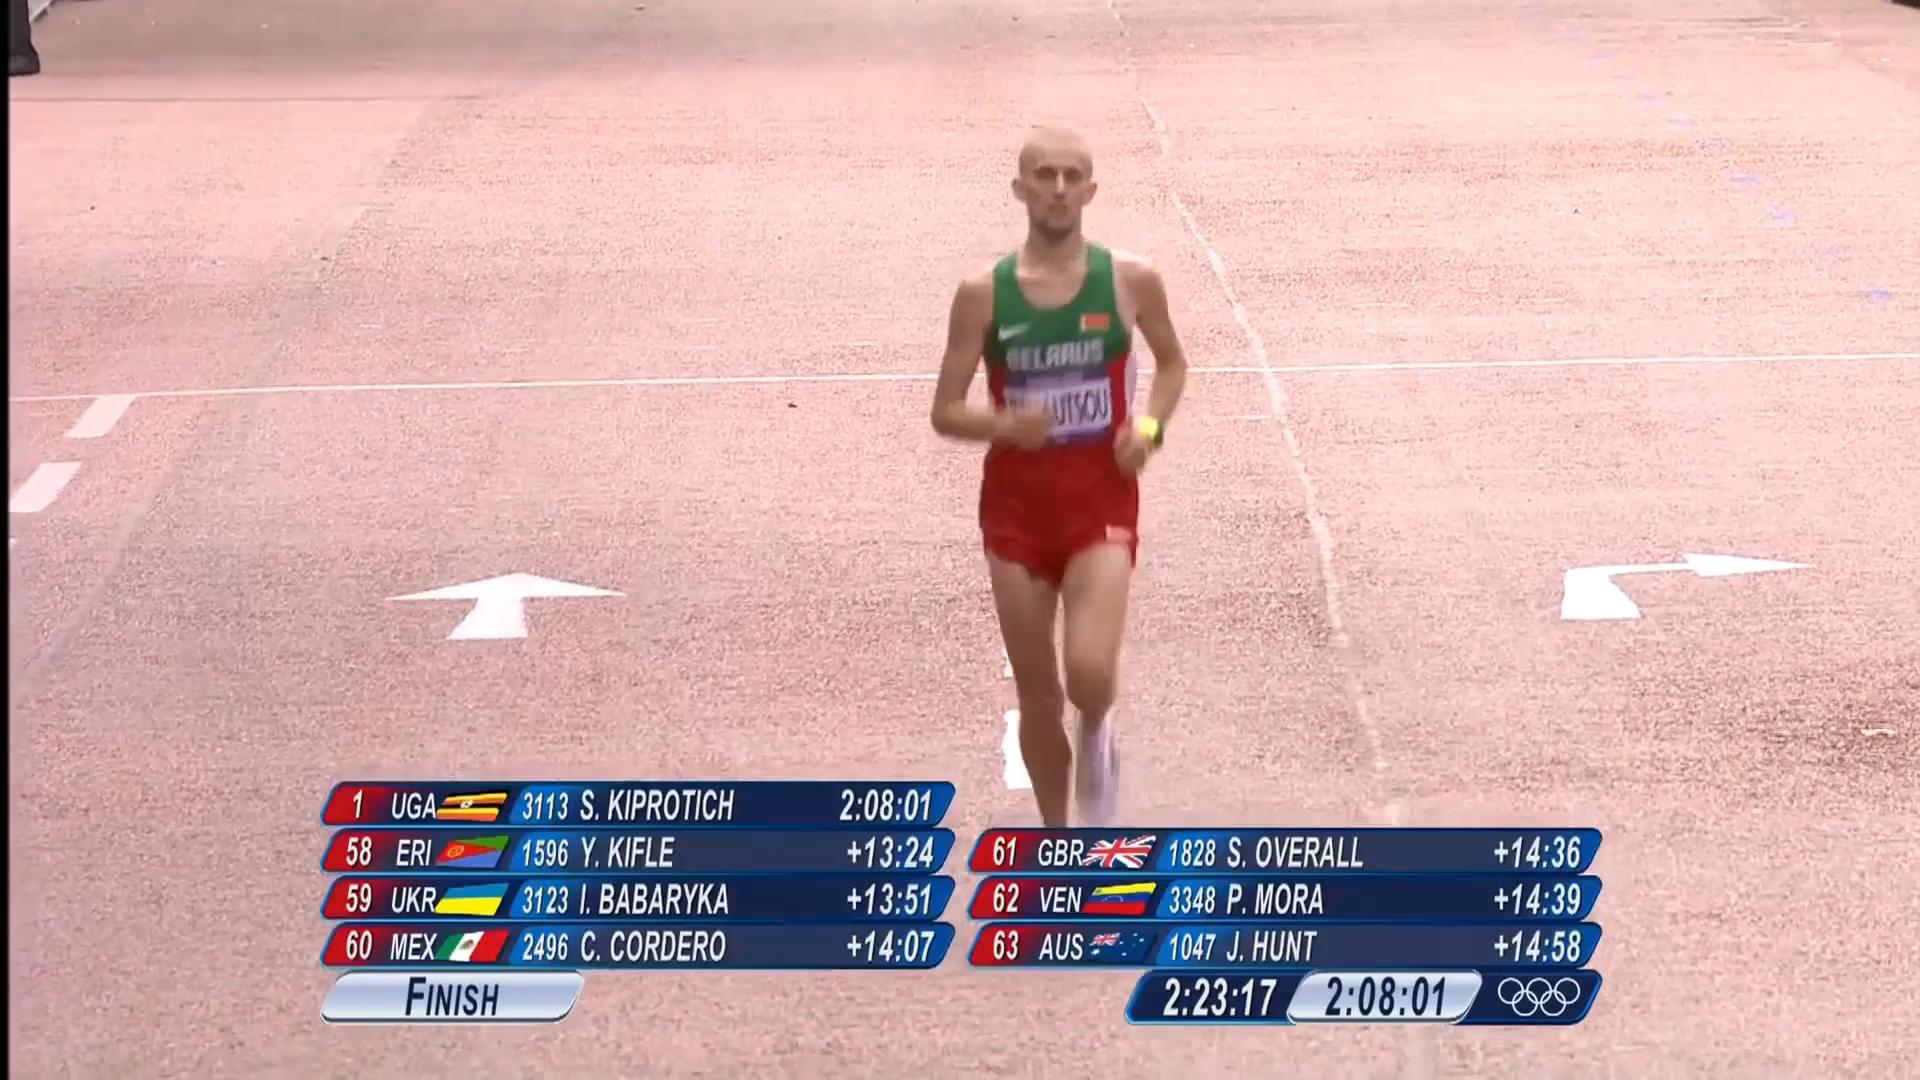 BELARUS
1 UGA 3113 S. KIPROTICH 2:08:01
58 ERI 1596 Y. KIFLE +13:24
59 UKR 3123 I. BABARYKA +13:51
60 MEX 2496 C. CORDERO +14:07
61 GBR 1828 S. OVERALL +14:36
62 VEN 3348 P. MORA +14:39
63 AUS 1047 J. HUNT +14:58
FINISH
2:23:17 2:08:01